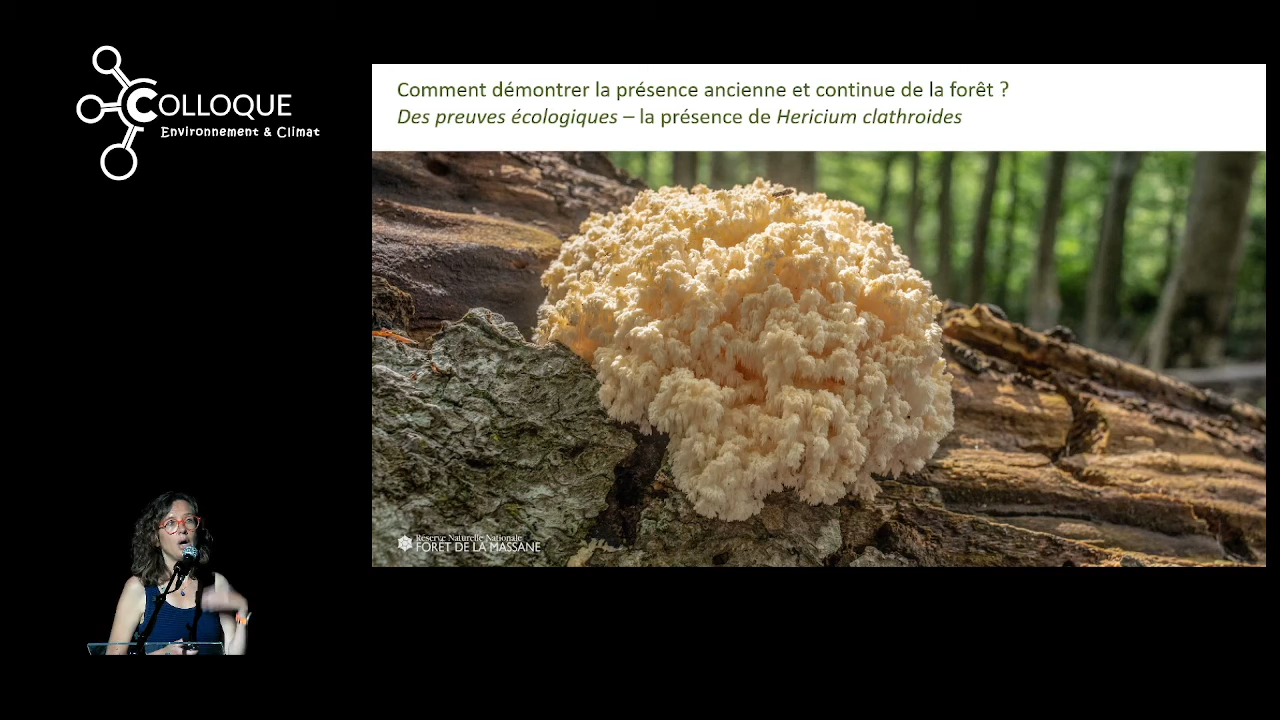 COLLOQUE
Environnement & Climat
Comment démontrer la présence ancienne et continue de la forêt ?
Des preuves écologiques – la présence de Hericium clathroides
Réserve Naturelle Nationale
FORÊT DE LA MASSANE